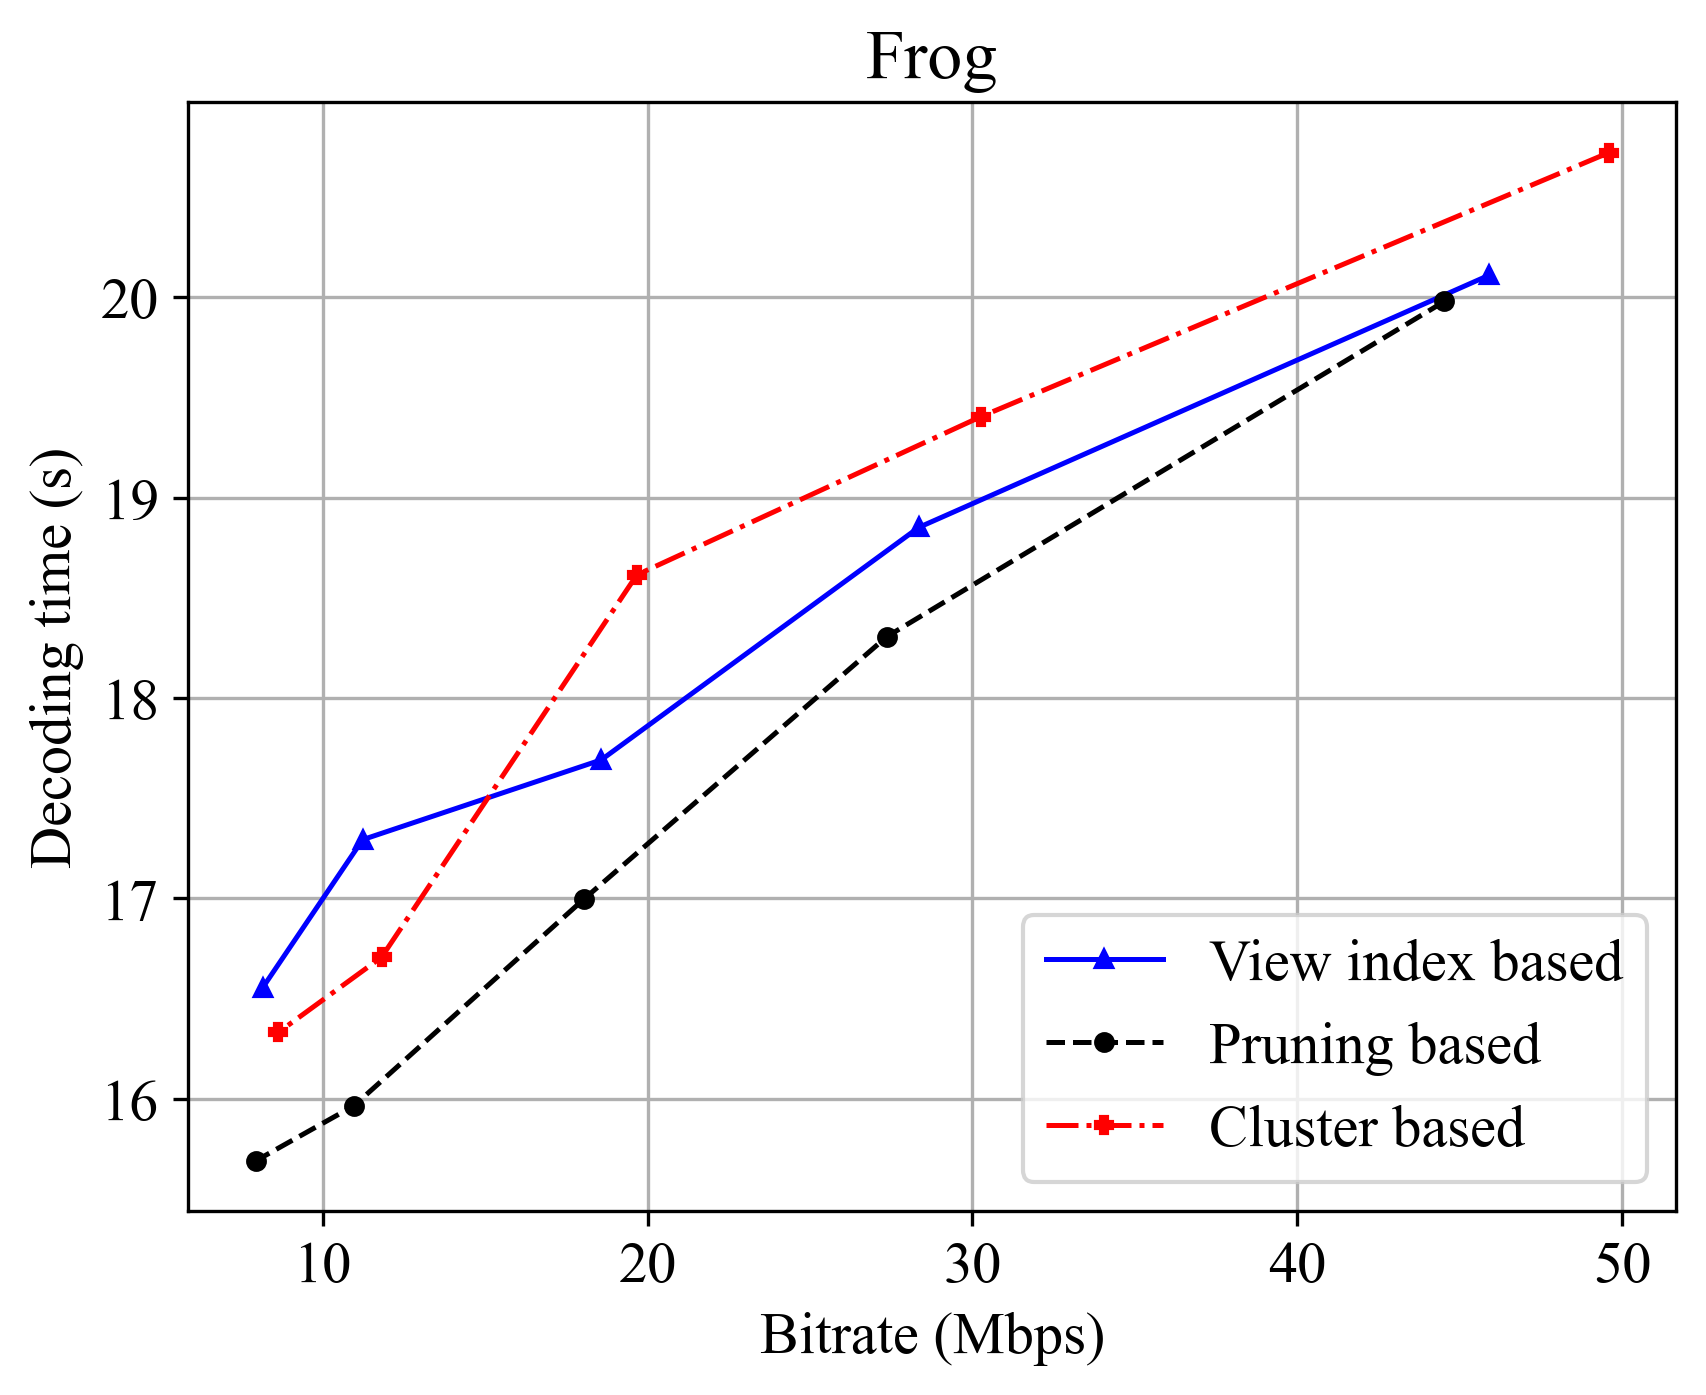 Frog
Decoding time (s)
20
19
18
17
16
View index based
Pruning based
Cluster based
10 20 30 40 50
Bitrate (Mbps)